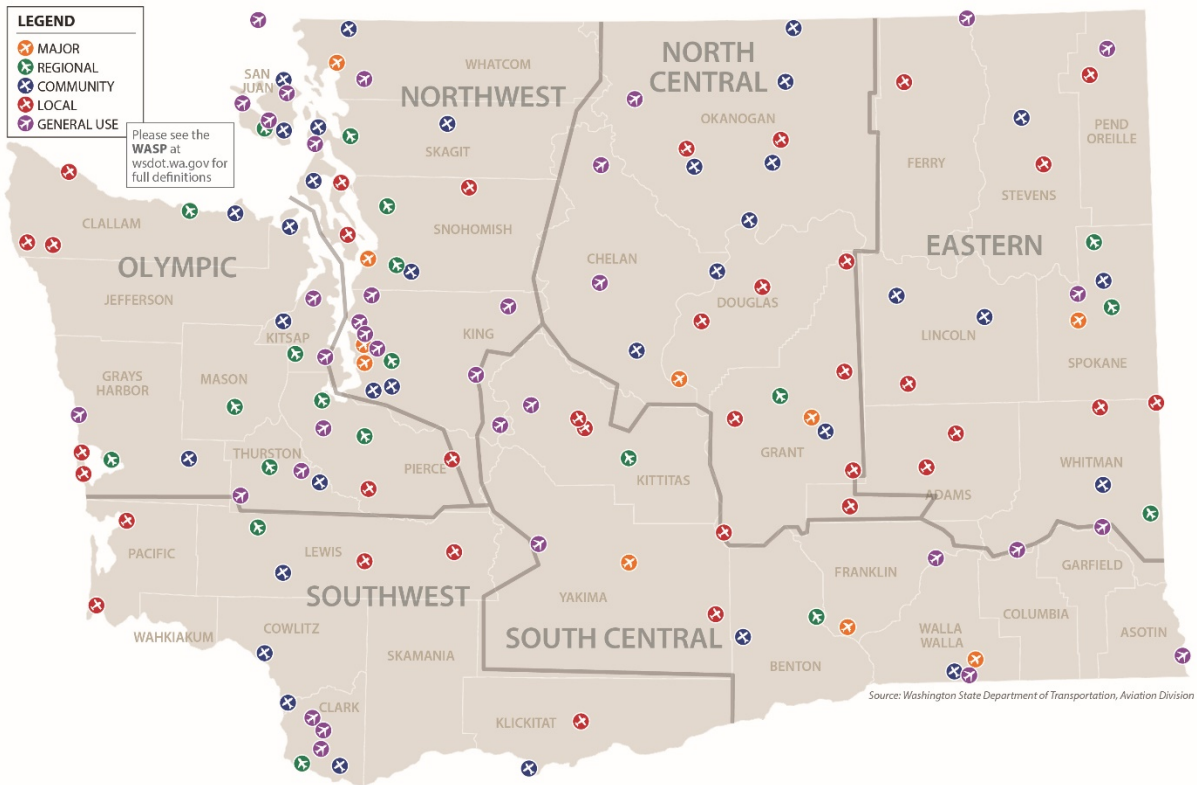 LEGEND
MAJOR
REGIONAL
COMMUNITY
LOCAL
GENERAL USE
Please see the
WASP at
wsdot.wa.gov for
full definitions
SAN
JUAN
WHATCOM
NORTHWEST
SKAGIT
SNOHOMISH
KING
NORTH
CENTRAL
OKANOGAN
CHELAN
DOUGLAS
GRANT
FERRY
STEVENS
PEND
OREILLE
EASTERN
LINCOLN
SPOKANE
ADAMS
WHITMAN
CLALLAM
OLYMPIC
JEFFERSON
KITSAP
GRAYS
HARBOR
MASON
THURSTON
PIERCE
KITTITAS
PACIFIC
LEWIS
SOUTHWEST
WAHKIAKUM
COWLITZ
SKAMANIA
CLARK
YAKIMA
SOUTH CENTRAL
KLICKITAT
BENTON
FRANKLIN
WALLA
WALLA
COLUMBIA
GARFIELD
ASOTIN
Source: Washington State Department of Transportation, Aviation Division